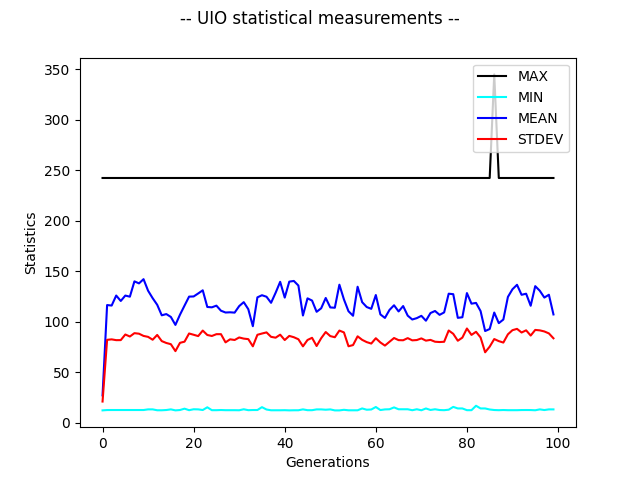 -- UIO statistical measurements --
MAX
MIN
MEAN
STDEV
350
300
250
200
150
100
50
0
Statistics
0 20 40 60 80 100
Generations